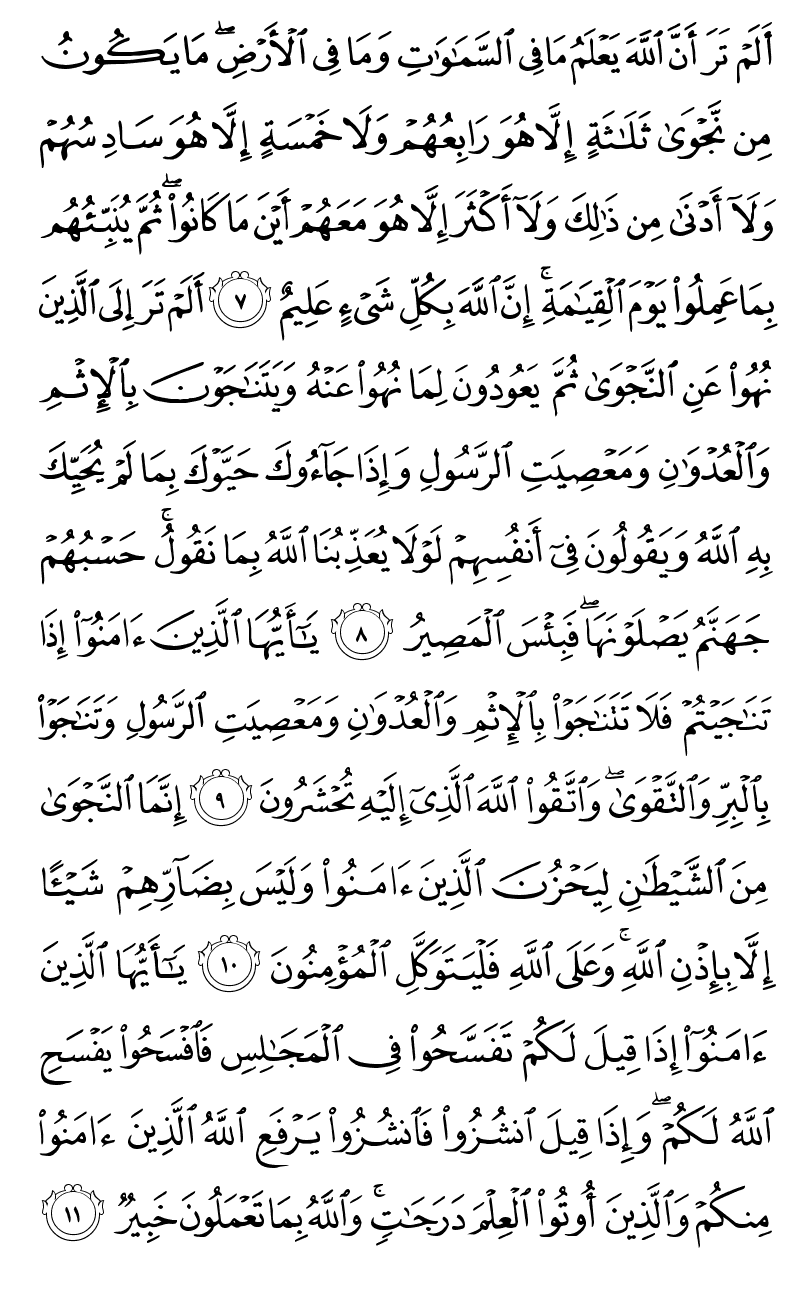 أَلَمْ تَرَ أَنَّ ٱللَّهَ يَعْلَمُ مَا فِى ٱلسَّمَـٰوَٰتِ وَمَا فِى ٱلْأَرْضِ ۖ مَا يَكُونُ
مِن نَّجْوَىٰ ثَلَـٰثَةٍ إِلَّا هُوَ رَابِعُهُمْ وَلَا خَمْسَةٍ إِلَّا هُوَ سَادِسُهُمْ
وَلَآ أَدْنَىٰ مِن ذَٰلِكَ وَلَآ أَكْثَرَ إِلَّا هُوَ مَعَهُمْ أَيْنَ مَا كَانُوا۟ ۖ ثُمَّ يُنَبِّئُهُم
بِمَا عَمِلُوا۟ يَوْمَ ٱلْقِيَـٰمَةِ ۚ إِنَّ ٱللَّهَ بِكُلِّ شَىْءٍ عَلِيمٌ ٧ أَلَمْ تَرَ إِلَى ٱلَّذِينَ
نُهُوا۟ عَنِ ٱلنَّجْوَىٰ ثُمَّ يَعُودُونَ لِمَا نُهُوا۟ عَنْهُ وَيَتَنَـٰجَوْنَ بِٱلْإِثْمِ
وَٱلْعُدْوَٰنِ وَمَعْصِيَتِ ٱلرَّسُولِ وَإِذَا جَآءُوكَ حَيَّوْكَ بِمَا لَمْ يُحَيِّكَ
بِهِ ٱللَّهُ وَيَقُولُونَ فِىٓ أَنفُسِهِمْ لَوْلَا يُعَذِّبُنَا ٱللَّهُ بِمَا نَقُولُ ۚ حَسْبُهُمْ
جَهَنَّمُ يَصْلَوْنَهَا ۖ فَبِئْسَ ٱلْمَصِيرُ ٨ يَـٰٓأَيُّهَا ٱلَّذِينَ ءَامَنُوٓا۟ إِذَا
تَنَـٰجَيْتُمْ فَلَا تَتَنَـٰجَوْا۟ بِٱلْإِثْمِ وَٱلْعُدْوَٰنِ وَمَعْصِيَتِ ٱلرَّسُولِ وَتَنَـٰجَوْا۟
بِٱلْبِرِّ وَٱلتَّقْوَىٰ ۖ وَٱتَّقُوا۟ ٱللَّهَ ٱلَّذِىٓ إِلَيْهِ تُحْشَرُونَ ٩ إِنَّمَا ٱلنَّجْوَىٰ
مِنَ ٱلشَّيْطَـٰنِ لِيَحْزُنَ ٱلَّذِينَ ءَامَنُوا۟ وَلَيْسَ بِضَآرِّهِمْ شَيْـًٔا
إِلَّا بِإِذْنِ ٱللَّهِ ۚ وَعَلَى ٱللَّهِ فَلْيَتَوَكَّلِ ٱلْمُؤْمِنُونَ ١٠ يَـٰٓأَيُّهَا ٱلَّذِينَ
ءَامَنُوٓا۟ إِذَا قِيلَ لَكُمْ تَفَسَّحُوا۟ فِى ٱلْمَجَـٰلِسِ فَٱفْسَحُوا۟ يَفْسَحِ
ٱللَّهُ لَكُمْ ۖ وَإِذَا قِيلَ ٱنشُزُوا۟ فَٱنشُزُوا۟ يَرْفَعِ ٱللَّهُ ٱلَّذِينَ ءَامَنُوا۟
مِنكُمْ وَٱلَّذِينَ أُوتُوا۟ ٱلْعِلْمَ دَرَجَـٰتٍ ۚ وَٱللَّهُ بِمَا تَعْمَلُونَ خَبِيرٌ ١١